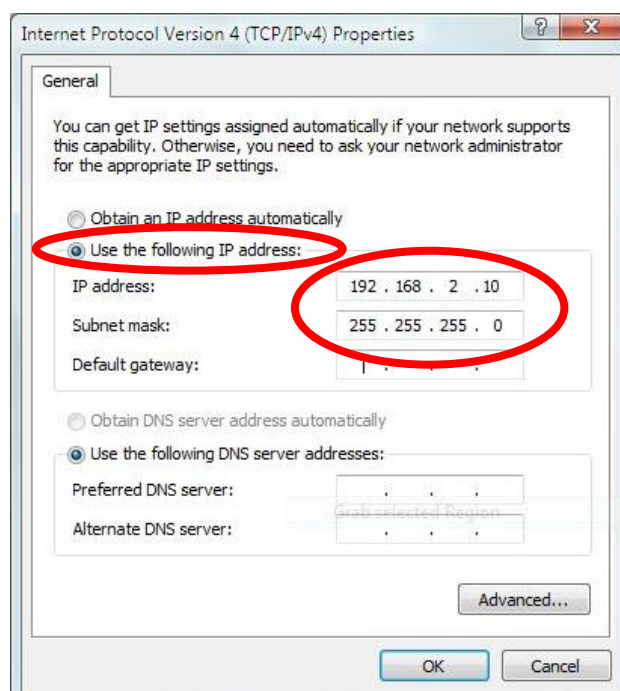 Internet Protocol Version 4 (TCP/IPv4) Properties
General
You can get IP settings assigned automatically if your network supports
this capability. Otherwise, you need to ask your network administrator
for the appropriate IP settings.
Obtain an IP address automatically
Use the following IP address:
IP address: 192 . 168 . 2 . 10
Subnet mask: 255 . 255 . 255 . 0
Default gateway: . . .
Obtain DNS server address automatically
Use the following DNS server addresses:
Preferred DNS server: . . .
Grab selected Region
Alternate DNS server: . . .
Advanced...
OK Cancel